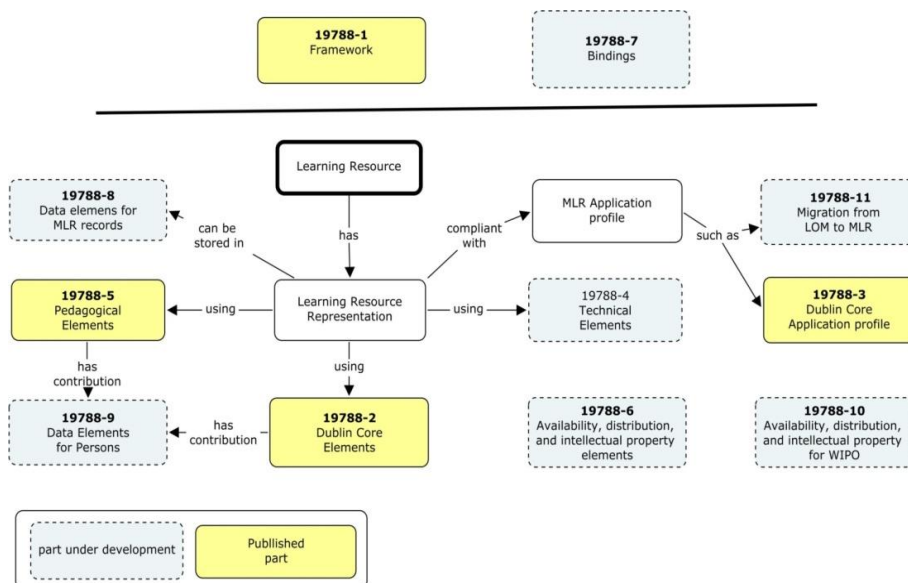 19788-1
Framework
19788-7
Bindings
Learning Resource
19788-8
Data elemens for
MLR records
MLR Application
profile
19788-11
Migration from
LOM to MLR
can be
stored in
has
compliant
with
such as
19788-5
Pedagogical
Elements
using
Learning Resource
Representation
using
19788-4
Technical
Elements
19788-3
Dublin Core
Application profile
has
contribution
using
19788-9
Data Elements
for Persons
has
contribution
19788-2
Dublin Core
Elements
19788-6
Availability, distribution,
and intellectual property
elements
19788-10
Availability, distribution,
and intellectual property
for WIPO
part under development
Publlished
part